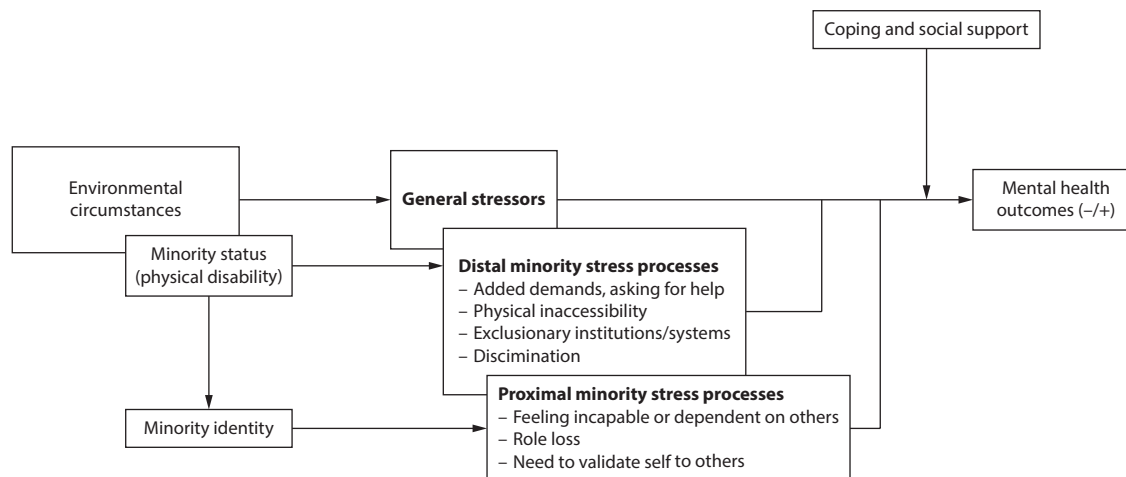 Coping and social support
Environmental
circumstances
General stressors
Mental health
outcomes (–/+)
Minority status
(physical disability)
Distal minority stress processes
– Added demands, asking for help
– Physical inaccessibility
– Exclusionary institutions/systems
– Discimination
Minority identity
Proximal minority stress processes
– Feeling incapable or dependent on others
– Role loss
– Need to validate self to others